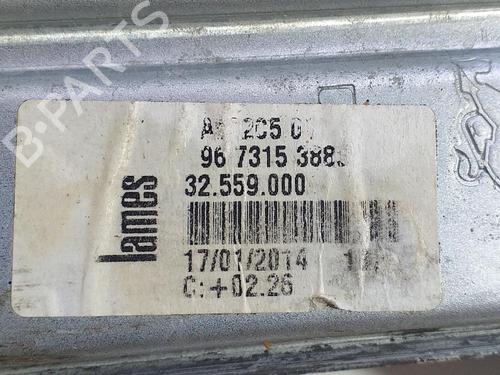 B-PARTS
96 7315 388
lames
32.559.000
17/01/2014
C: +02.26